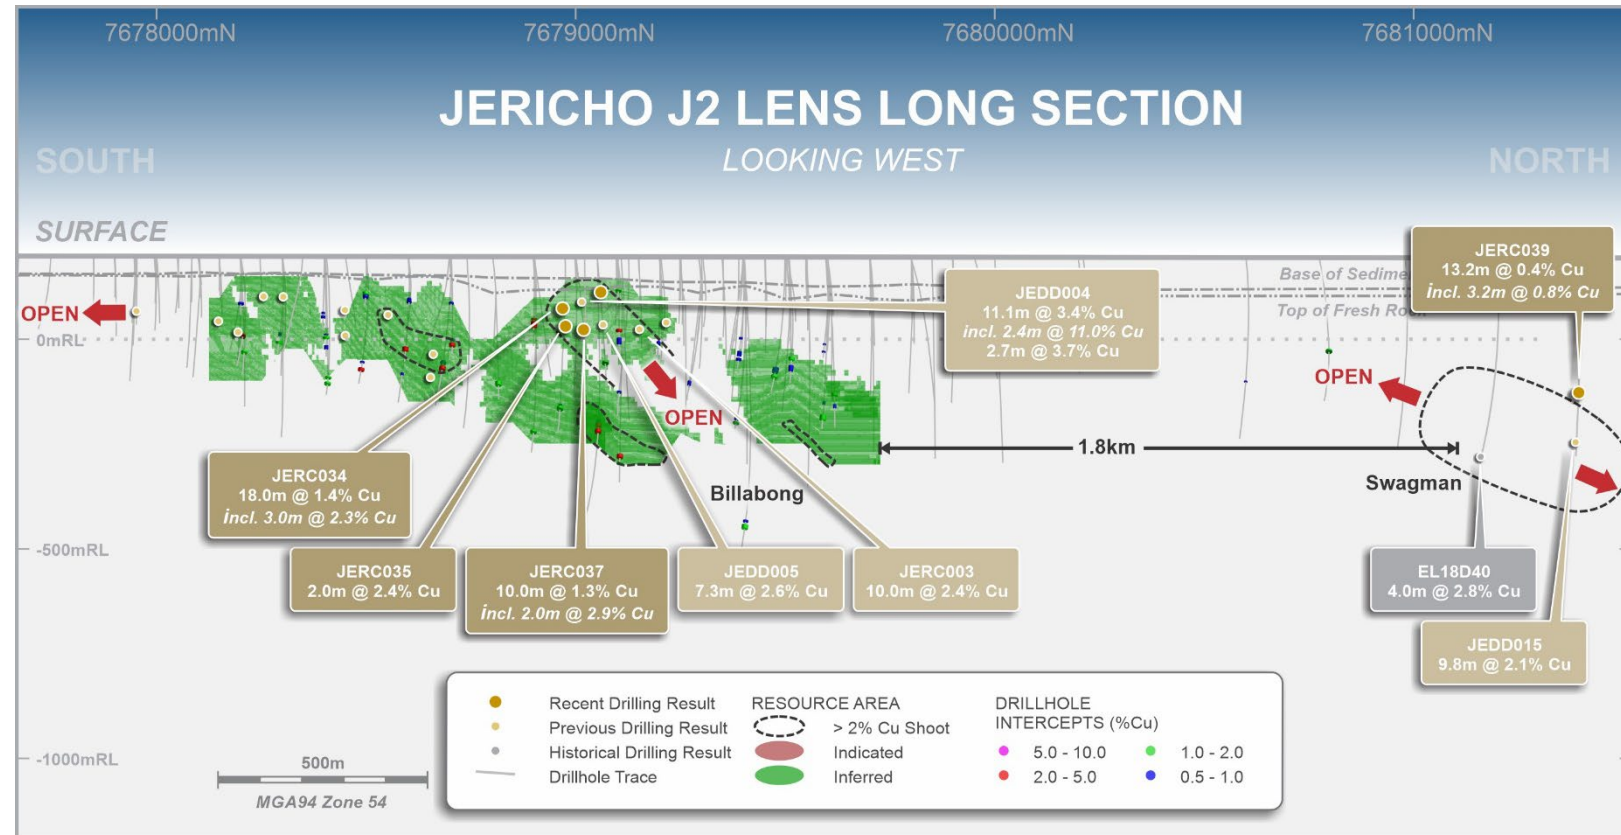 7678000mN
7679000mN
7680000mN
7681000mN
JERICHO J2 LENS LONG SECTION
LOOKING WEST
SOUTH
NORTH
SURFACE
JERC039
13.2m @ 0.4% Cu
incl. 3.2m @ 0.8% Cu
Base of
Top of Fresh
JEDD004
11.1m @ 3.4% Cu
incl. 2.4m @ 11.0% Cu
2.7m @ 3.7% Cu
OPEN
0mRL
OPEN
OPEN
1.8km
Billabong
Swagman
JERC034
18.0m @ 1.4% Cu
incl. 3.0m @ 2.3% Cu
-500mRL
JERC035
2.0m @ 2.4% Cu
JERC037
10.0m @ 1.3% Cu
incl. 2.0m @ 2.9% Cu
JEDD005
7.3m @ 2.6% Cu
JERC003
10.0m @ 2.4% Cu
EL18D40
4.0m @ 2.8% Cu
JEDD015
9.8m @ 2.1% Cu
-1000mRL
500m
MGA94 Zone 54
Recent Drilling Result
Previous Drilling Result
Historical Drilling Result
Drillhole Trace
RESOURCE AREA
> 2% Cu Shoot
Indicated
Inferred
DRILLHOLE
INTERCEPTS (%Cu)
5.0 - 10.0
2.0 - 5.0
1.0 - 2.0
0.5 - 1.0